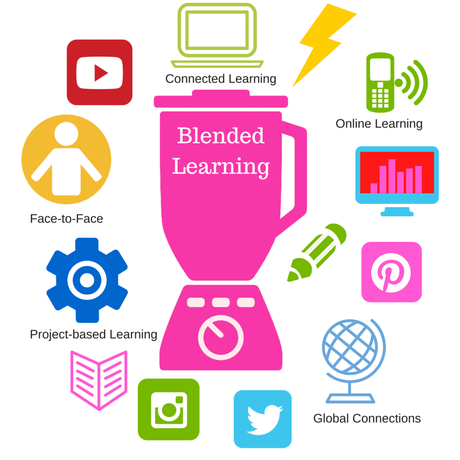 Connected Learning
Blended
Learning
Online Learning
Face-to-Face
Project-based Learning
Global Connections